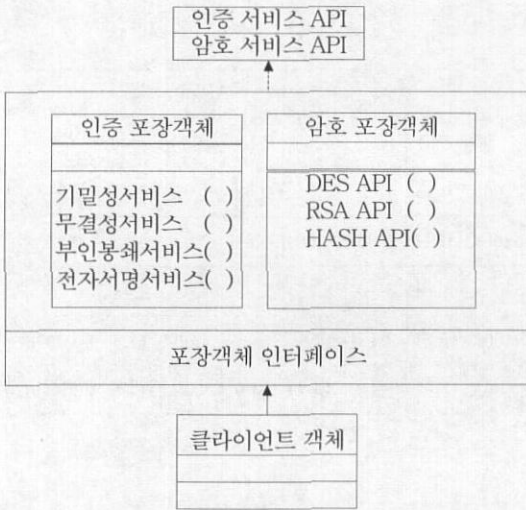 인증 서비스 API
암호 서비스 API
인증 포장객체
기밀성서비스 ( )
무결성서비스 ( )
부인봉쇄서비스( )
전자서명서비스( )
암호 포장객체
DES API ( )
RSA API ( )
HASH API( )
포장객체 인터페이스
클라이언트 객체